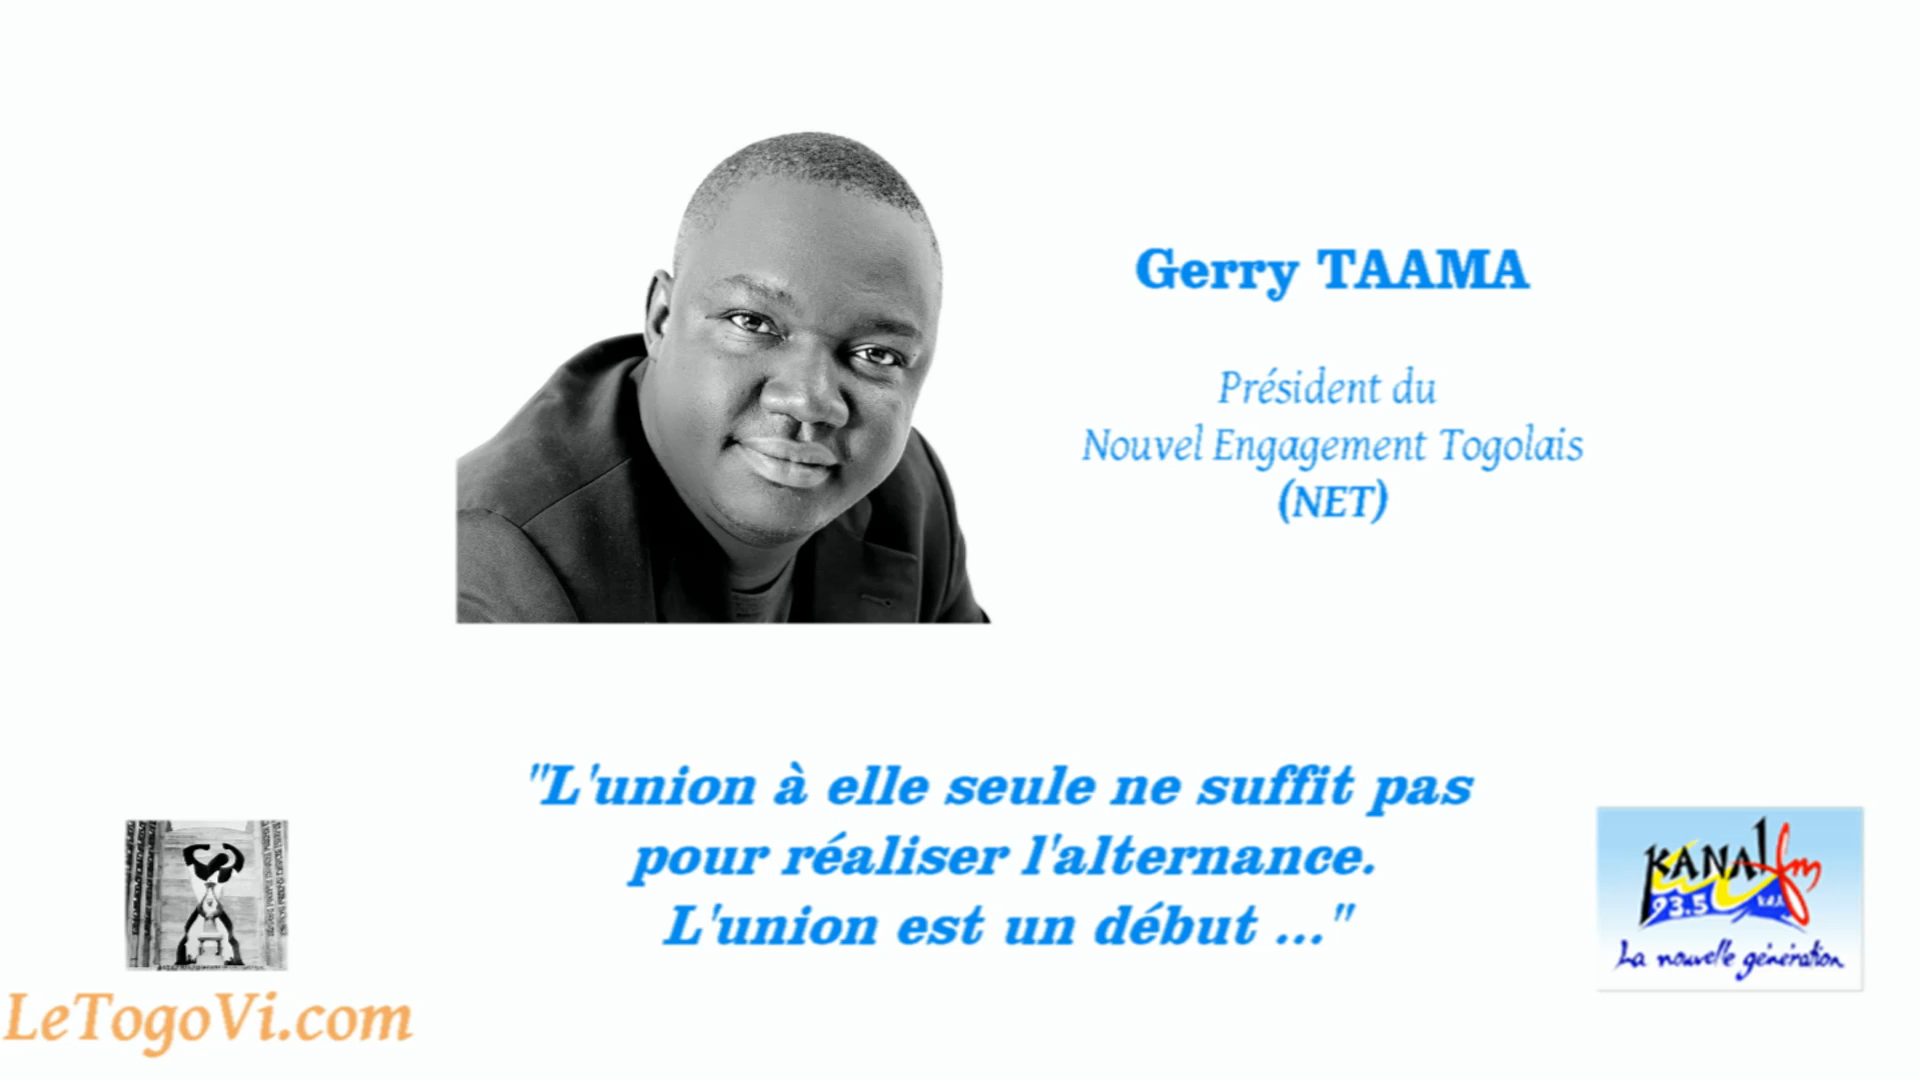 Gerry TAAMA
Président du
Nouvel Engagement Togolais
(NET)
"L'union à elle seule ne suffit pas
pour réaliser l'alternance.
L'union est un début ..."
LeTogoVi.com
KANAL fm
93.5
La nouvelle génération